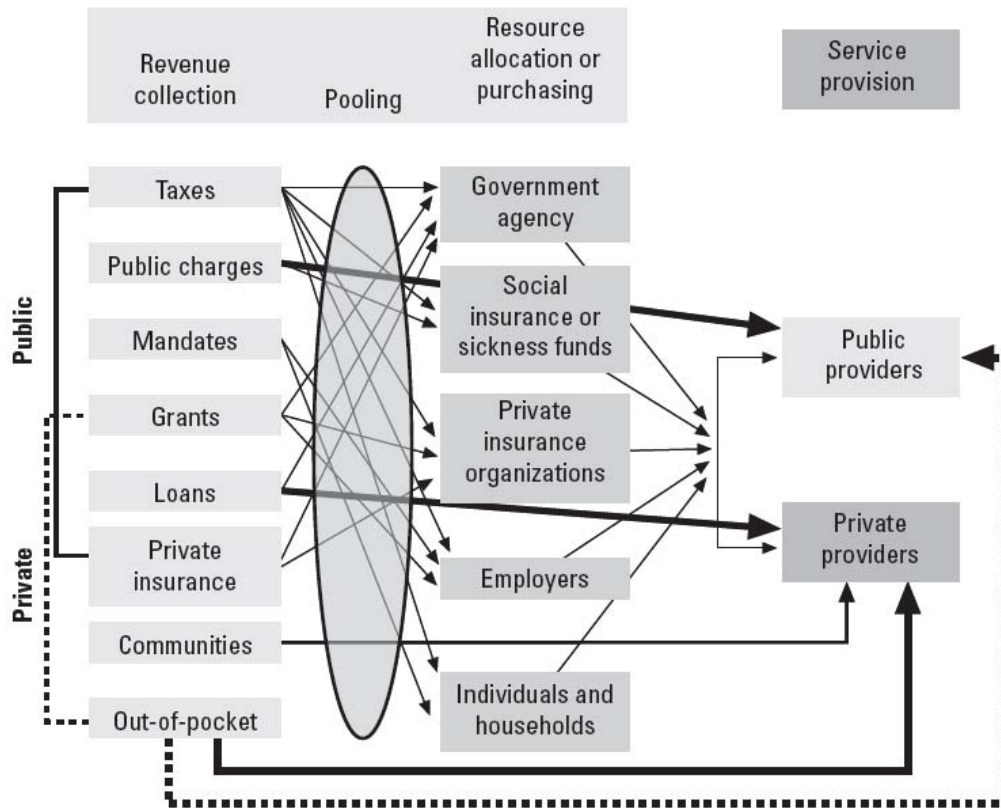 Revenue
collection
Pooling
Resource
allocation or
purchasing
Service
provision
Public
Private
Taxes
Public charges
Mandates
Grants
Loans
Private
insurance
Communities
Out-of-pocket
Government
agency
Social
insurance or
sickness funds
Private
insurance
organizations
Employers
Individuals and
households
Public
providers
Private
providers